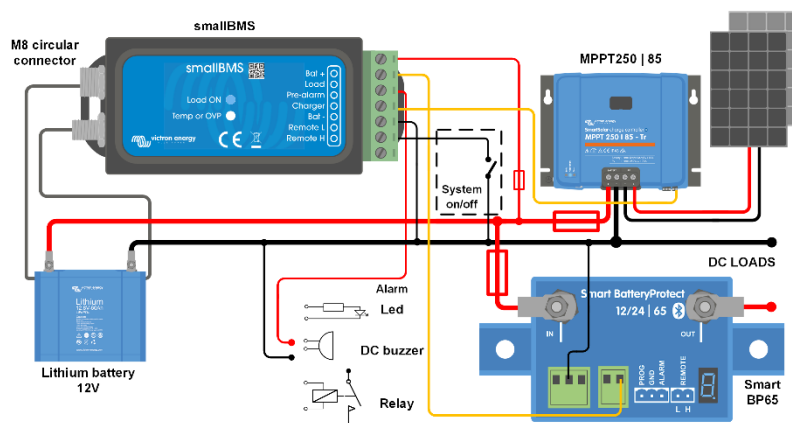 smallBMS
M8 circular
connector
smallBMS
Load ON
Temp or OVP
victron energy
Bat +
Load
Pre-alarm
Charger
Bat -
Remote L
Remote H
System
on/off
MPPT250 | 85
SmartSolar charge controller
MPPT 250 | 85 - Tr
Lithium
Lithium battery
12V
Alarm
Led
DC buzzer
Relay
DC LOADS
Smart BatteryProtect
12/24 | 65
IN
OUT
PROG
GND
ALARM
REMOTE
L H
Smart
BP65